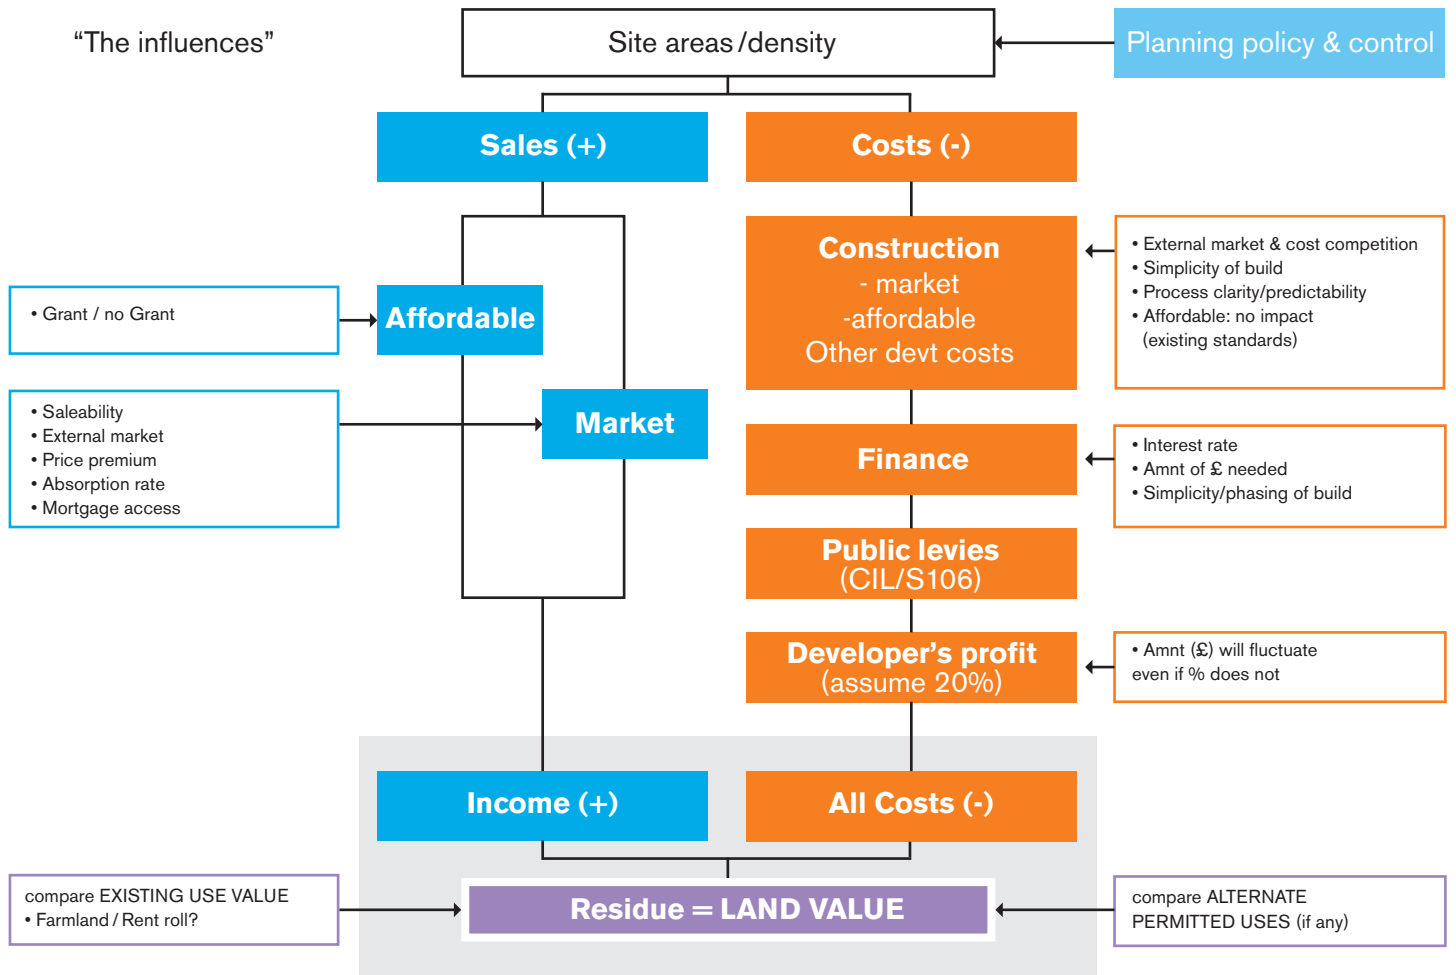 “The influences”
Site areas/density
Planning policy & control
Sales (+)
Costs (-)
Construction
- market
-affordable
Other devt costs
• External market & cost competition
• Simplicity of build
• Process clarity/predictability
• Affordable: no impact
(existing standards)
• Grant / no Grant
Affordable
• Saleability
• External market
• Price premium
• Absorption rate
• Mortgage access
Market
Finance
• Interest rate
• Amnt of £ needed
• Simplicity/phasing of build
Public levies
(CIL/S106)
Developer’s profit
(assume 20%)
• Amnt (£) will fluctuate
even if % does not
Income (+)
All Costs (-)
compare EXISTING USE VALUE
• Farmland / Rent roll?
Residue = LAND VALUE
compare ALTERNATE
PERMITTED USES (if any)